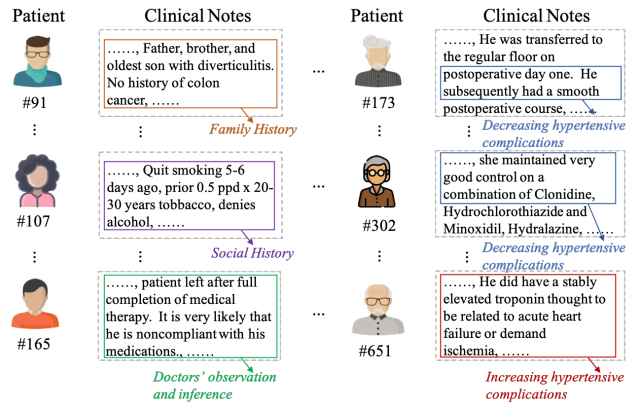 Patient
Clinical Notes
Patient
Clinical Notes
#91
……, Father, brother, and
oldest son with diverticulitis.
No history of colon
cancer, ……
Family History
...
#173
……, He was transferred to
the regular floor on
postoperative day one.  He
subsequently had a smooth
postoperative course, ……
Decreasing hypertensive
complications
#107
……, Quit smoking 5-6
days ago, prior 0.5 ppd x 20-
30 years tobbacco, denies
alcohol, ……
Social History
...
#302
……, she maintained very
good control on a
combination of Clonidine,
Hydrochlorothiazide and
Minoxidil, Hydralazine, ……
Decreasing hypertensive
complications
#165
……, patient left after full
completion of medical
therapy.  It is very likely that
he is noncompliant with his
medications., ……
Doctors' observation
and inference
...
#651
……, He did have a stably
elevated troponin thought to
be related to acute heart
failure or demand
ischemia, ……
Increasing hypertensive
complications